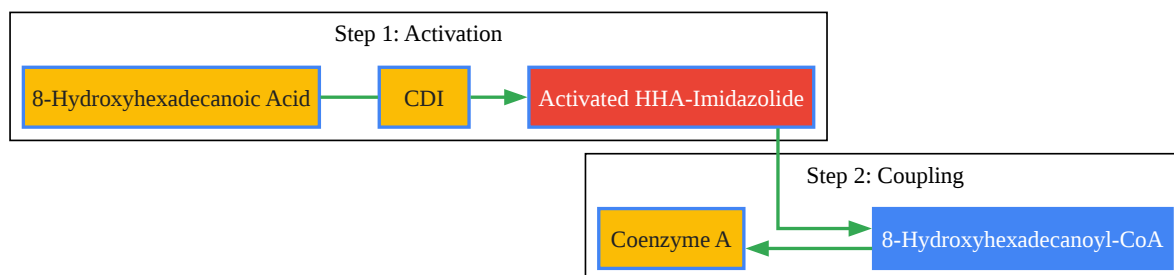 Step 1: Activation
8-Hydroxyhexadecanoic Acid
CDI
Activated HHA-Imidazolide
Step 2: Coupling
Coenzyme A
8-Hydroxyhexadecanoyl-CoA